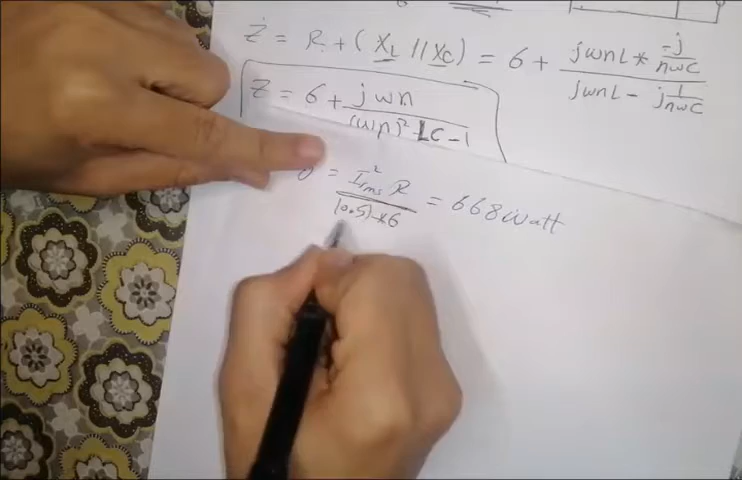 Ż = R + (XL // XC) = 6 + (jwnL * -j/nwC) / (jwnL - j 1/nwC)
Z = 6 + jwn / (wn)² LC - 1
= I²rms R = 668 watt
(0.5) * 6